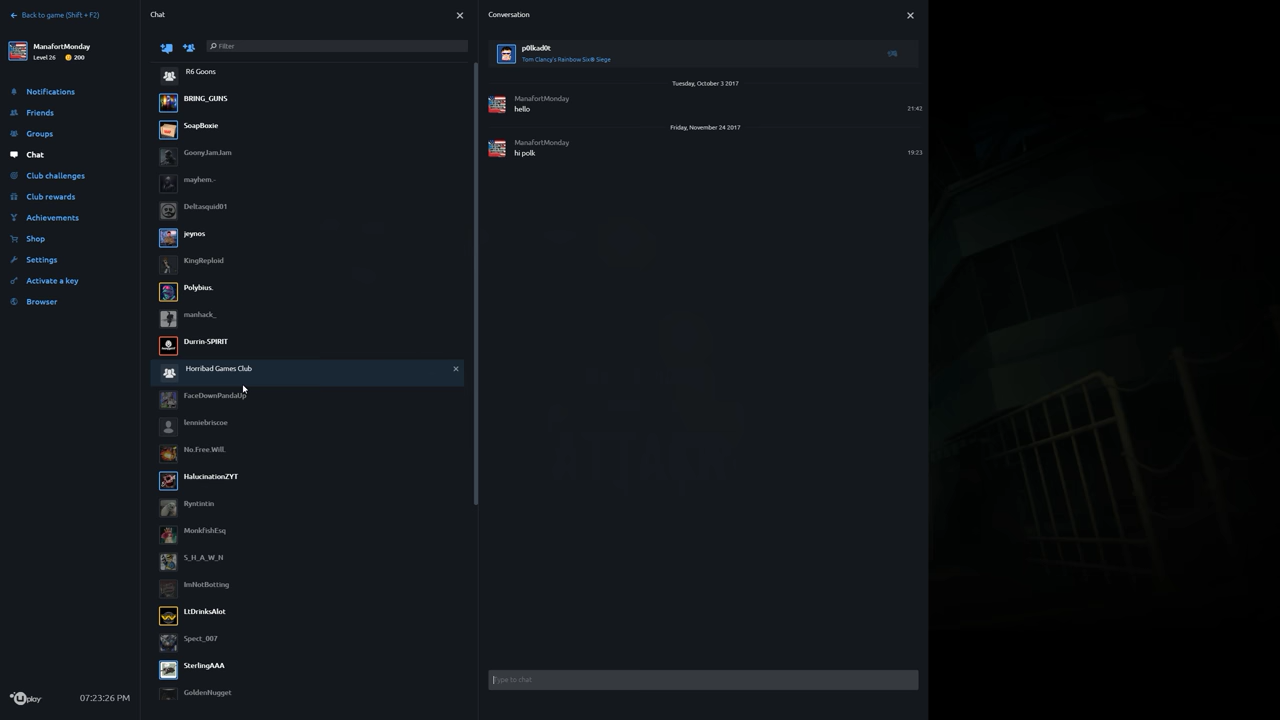 Back to game (Shift + F2)
ManafortMonday
Level 26 200
Notifications
Friends
Groups
Chat
Club challenges
Club rewards
Achievements
Shop
Settings
Activate a key
Browser
Uplay 07:23:26 PM
Chat
Filter
R6 Goons
BRING_GUNS
SoapBoxie
GoonyJamJam
mayhem.-
Deltasquid01
jeynos
KingReploid
Polybius.
manhack_
Durrin-SPIRIT
Horribad Games Club
FaceDownPandaUp
lenniebriscoe
No.Free.Will.
HalucinationZYT
Ryntintin
MonkfishEsq
S_H_A_W_N
ImNotBotting
LtDrinksAlot
Spect_007
SterlingAAA
GoldenNugget
Conversation
p0lkad0t
Tom Clancy's Rainbow Six® Siege
Tuesday, October 3 2017
ManafortMonday
hello 21:42
Friday, November 24 2017
ManafortMonday
hi polk 19:23
Type to chat